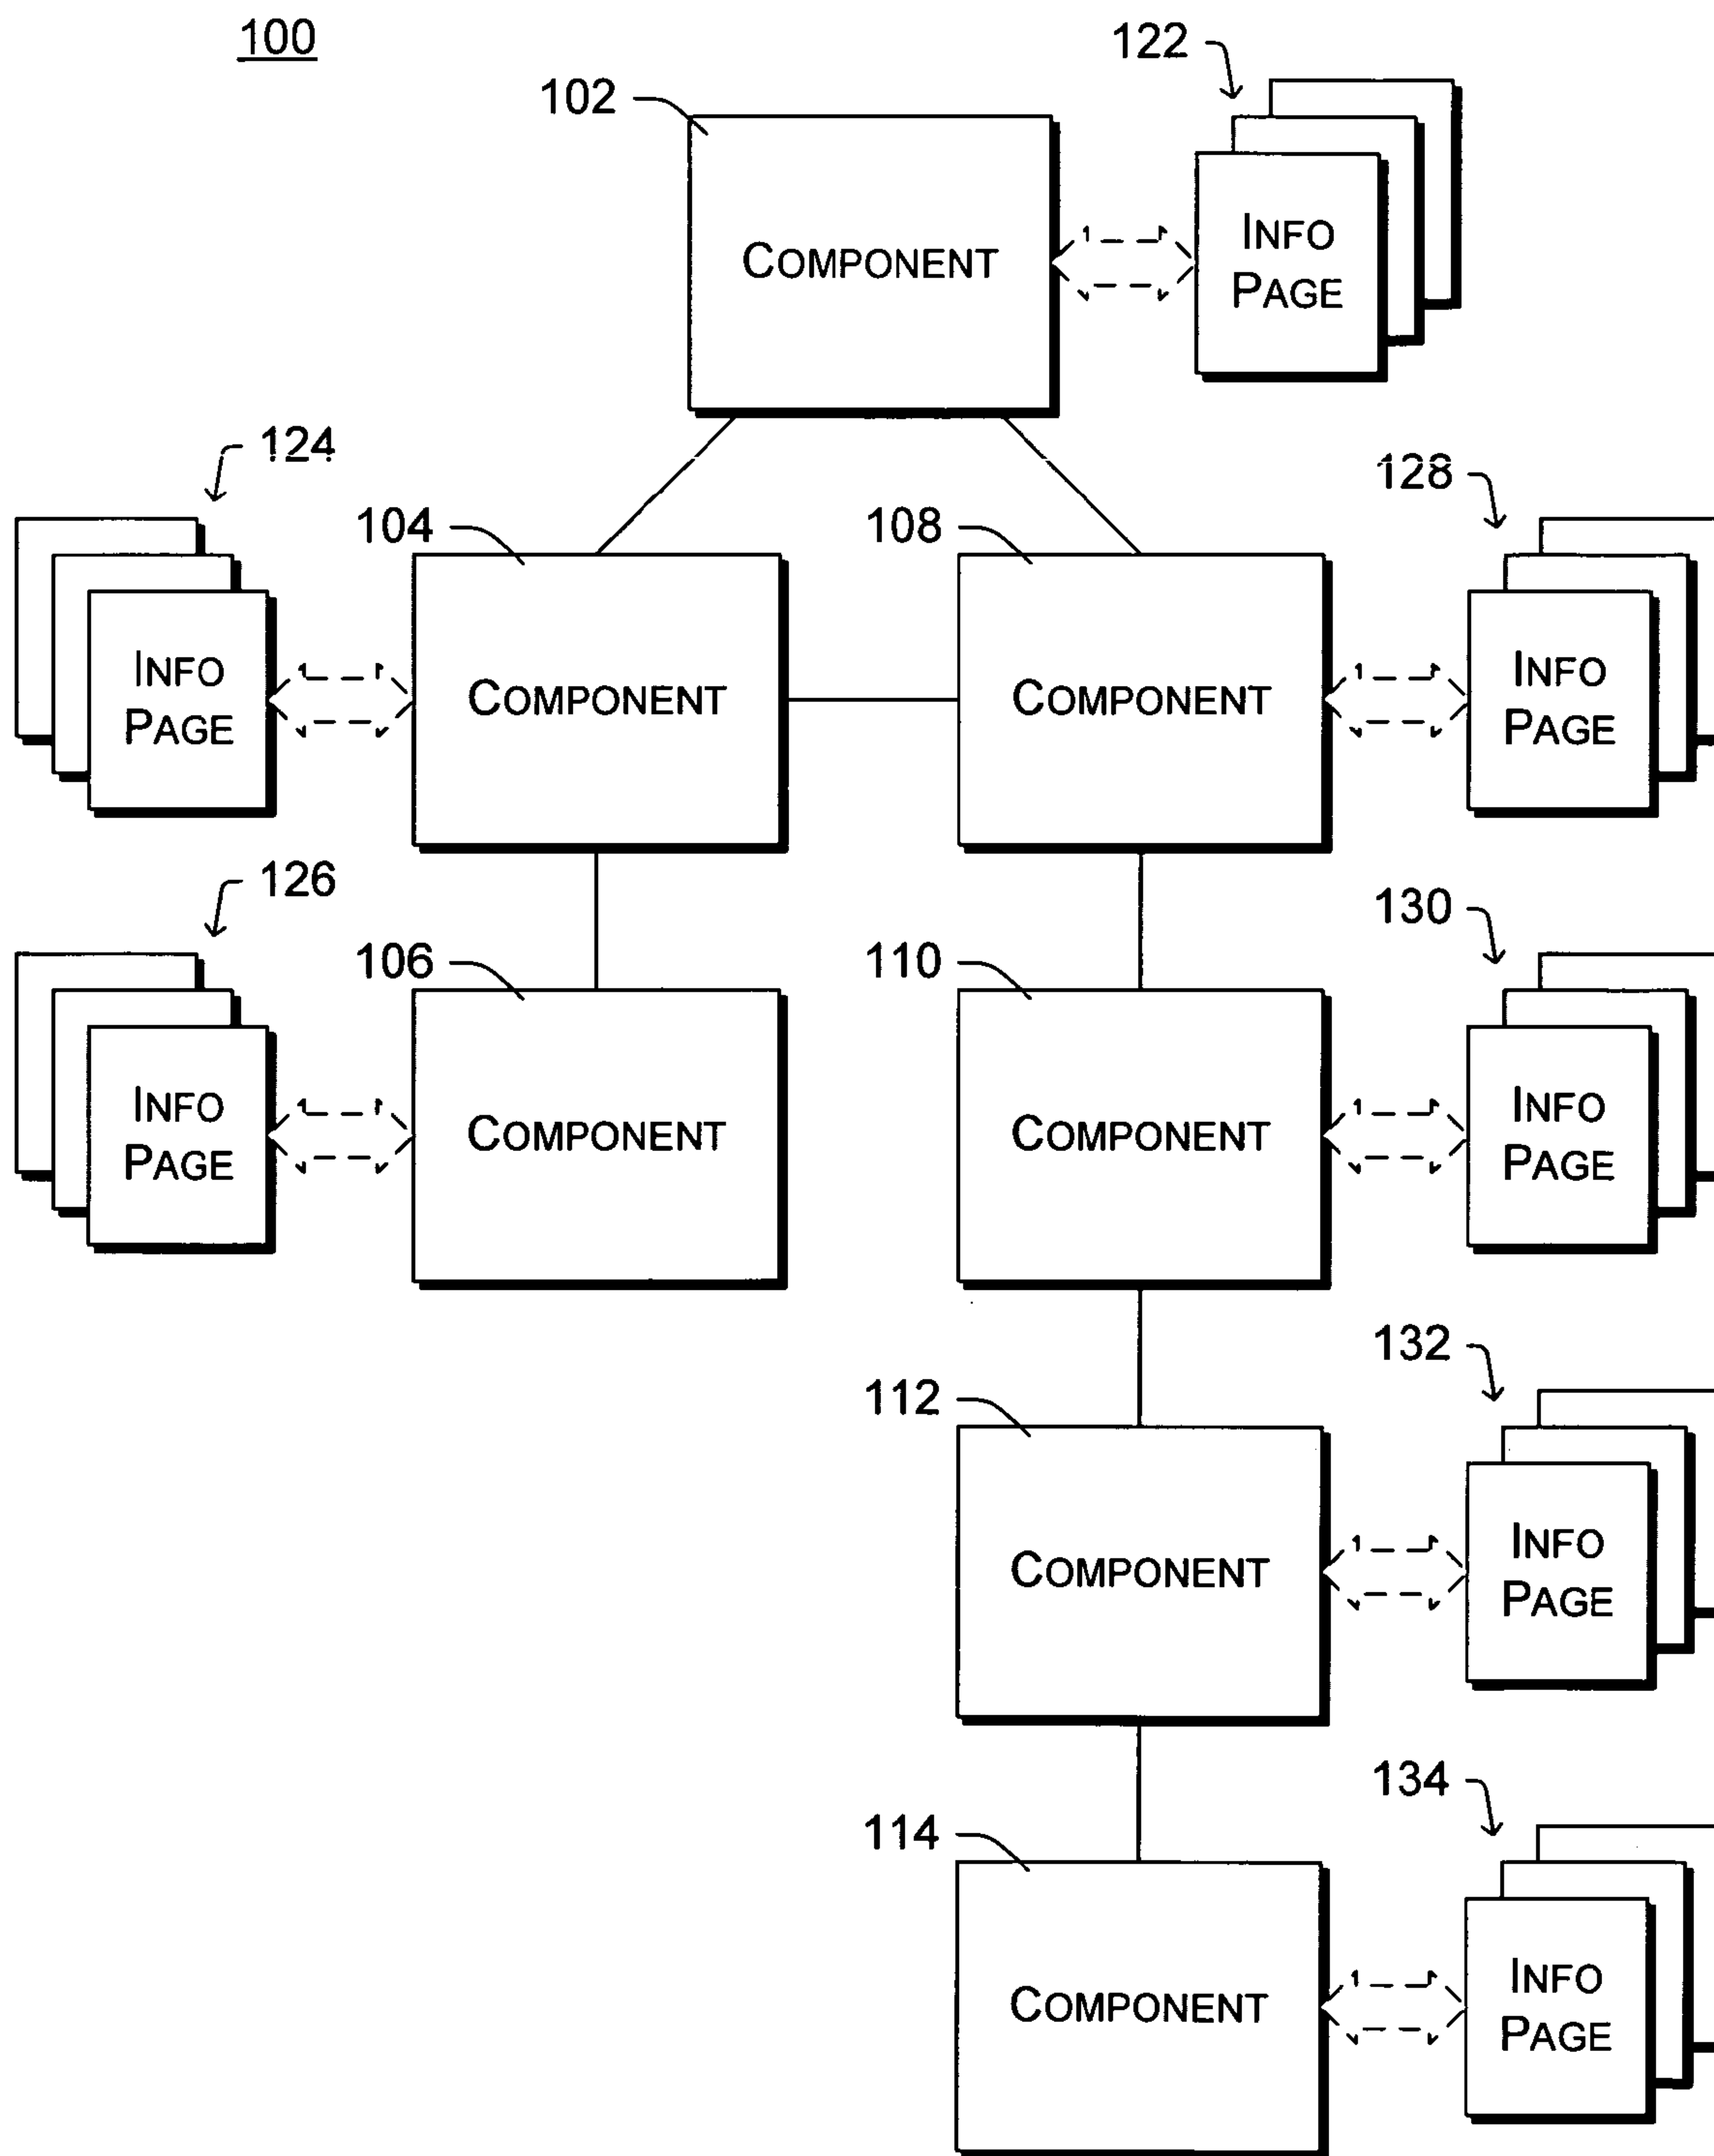 100
122
102
COMPONENT
INFO
PAGE
124
128
104
108
INFO
PAGE
COMPONENT
COMPONENT
INFO
PAGE
126
130
106
110
INFO
PAGE
COMPONENT
COMPONENT
INFO
PAGE
132
112
COMPONENT
INFO
PAGE
134
114
COMPONENT
INFO
PAGE